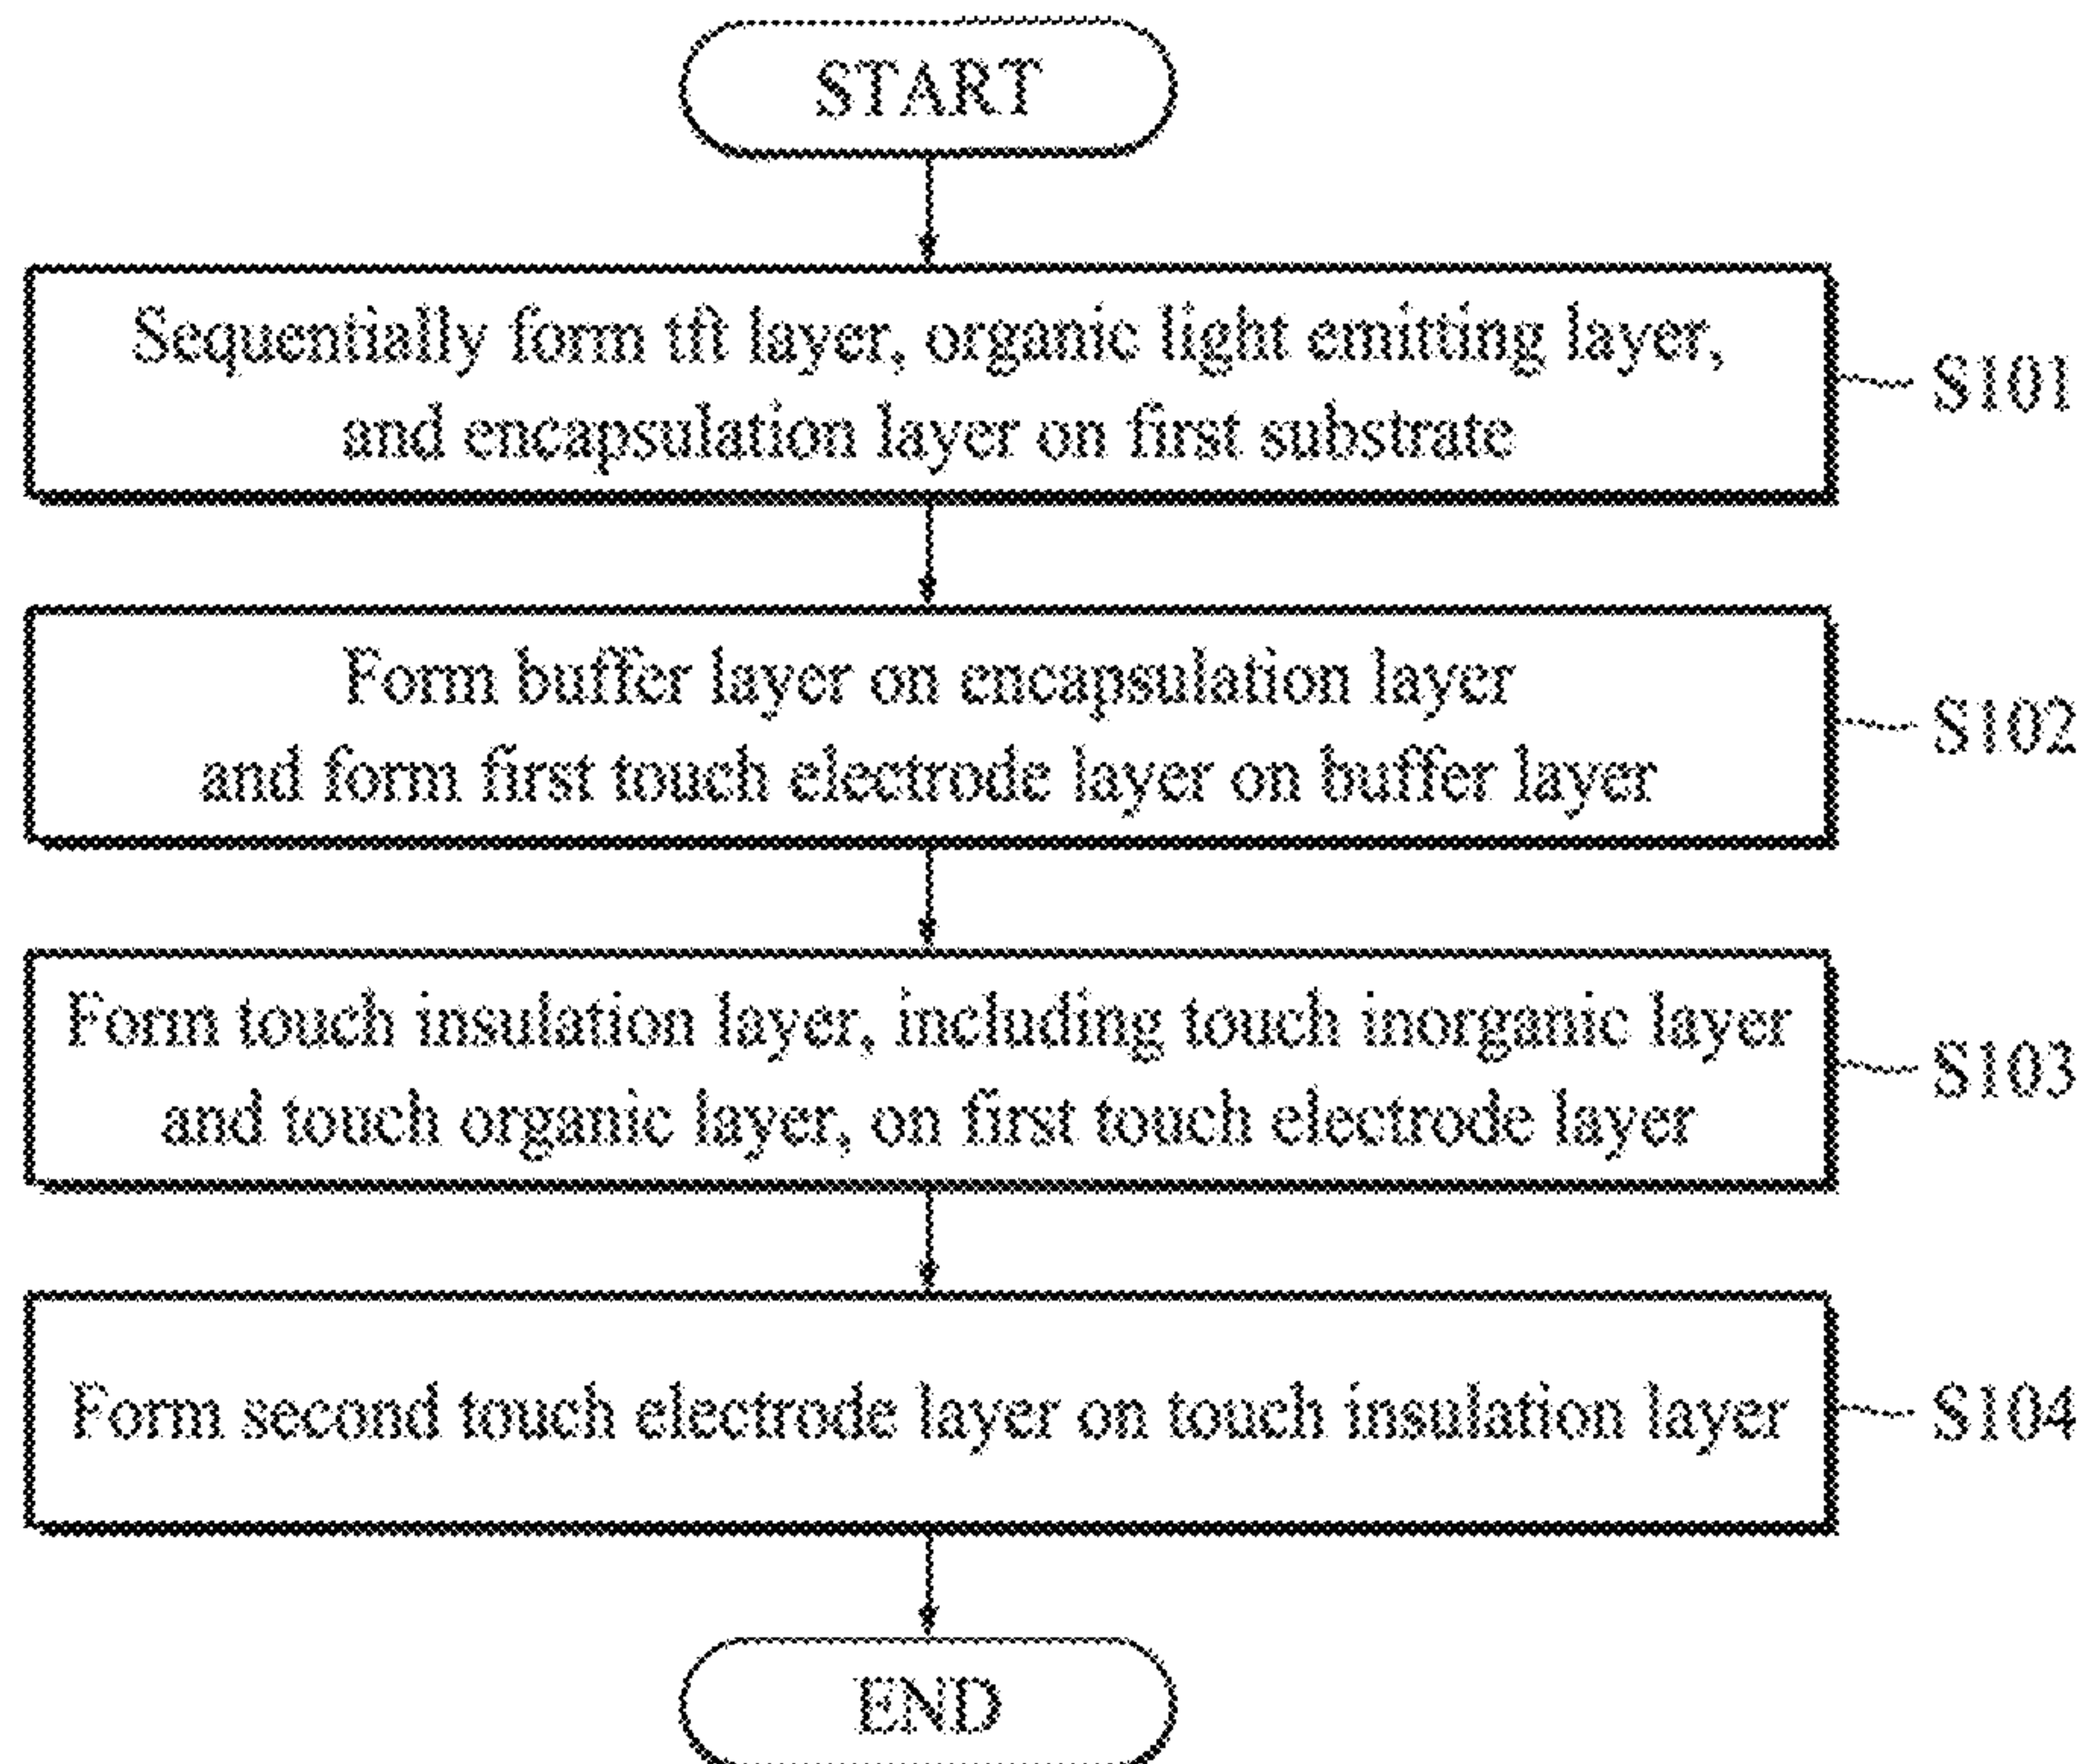 START
Sequentially form tft layer, organic light emitting layer,
and encapsulation layer on first substrate
S101
Form buffer layer on encapsulation layer
and form first touch electrode layer on buffer layer
S102
Form touch insulation layer, including touch inorganic layer
and touch organic layer, on first touch electrode layer
S103
Form second touch electrode layer on touch insulation layer
S104
END